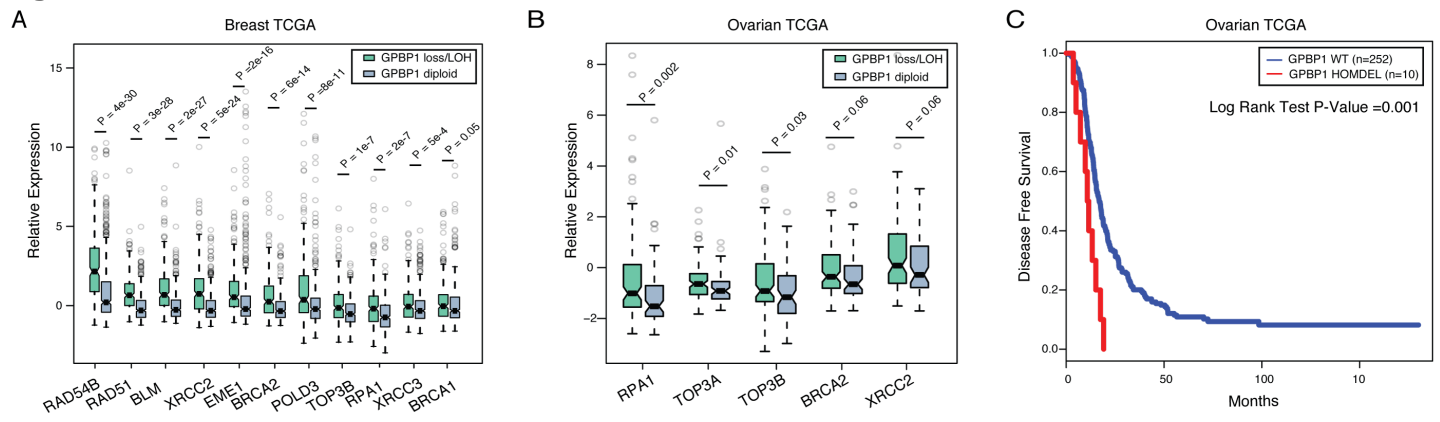 A
Breast TCGA
GPBP1 loss/LOH
GPBP1 diploid
Relative Expression
15
10
5
0
P = 4e-30
P = 3e-28
P = 2e-27
P = 5e-24
P =2e-16
P = 6e-14
P =8e-11
P = 1e-7
P = 2e-7
P = 5e-4
P = 0.05
RAD54B
RAD51
BLM
XRCC2
EME1
BRCA2
POLD3
TOP3B
RPA1
XRCC3
BRCA1
B
Ovarian TCGA
GPBP1 loss/LOH
GPBP1 diploid
Relative Expression
8
6
4
2
0
−2
P = 0.002
P = 0.01
P = 0.03
P = 0.06
P = 0.06
RPA1
TOP3A
TOP3B
BRCA2
XRCC2
C
Ovarian TCGA
GPBP1 WT (n=252)
GPBP1 HOMDEL (n=10)
Log Rank Test P-Value =0.001
Disease Free Survival
1.0
0.8
0.6
0.4
0.2
0.0
0
50
100
10
Months